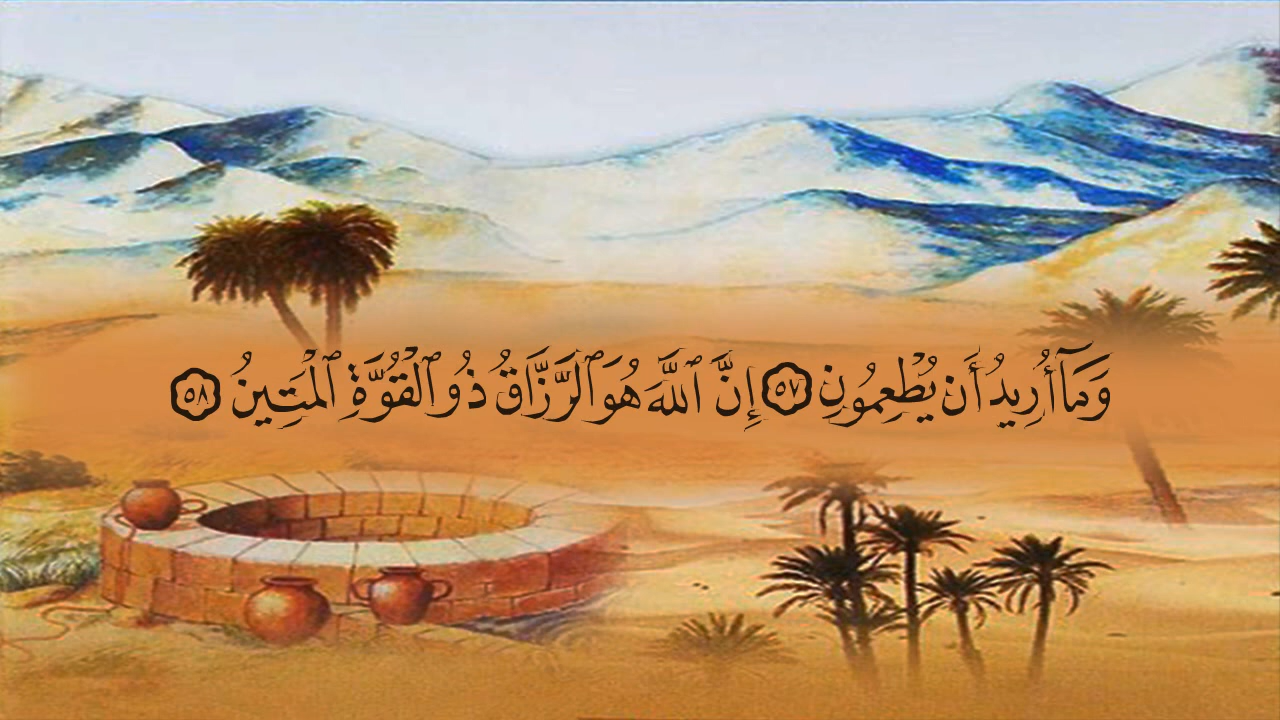 وَمَآ أُرِيدُ أَن يُطْعِمُونِ ٥٧ إِنَّ ٱللَّهَ هُوَ ٱلرَّزَّاقُ ذُو ٱلْقُوَّةِ ٱلْمَتِينُ ٥٨